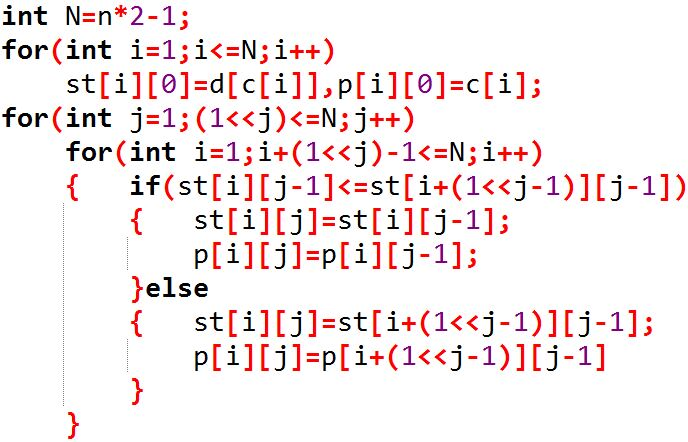 int N=n*2-1;
for(int i=1;i<=N;i++)
    st[i][0]=d[c[i]],p[i][0]=c[i];
for(int j=1;(1<<j)<=N;j++)
    for(int i=1;i+(1<<j)-1<=N;i++)
    {   if(st[i][j-1]<=st[i+(1<<j-1)][j-1])
        {   st[i][j]=st[i][j-1];
            p[i][j]=p[i][j-1];
        }else
        {   st[i][j]=st[i+(1<<j-1)][j-1];
            p[i][j]=p[i+(1<<j-1)][j-1]
        }
    }